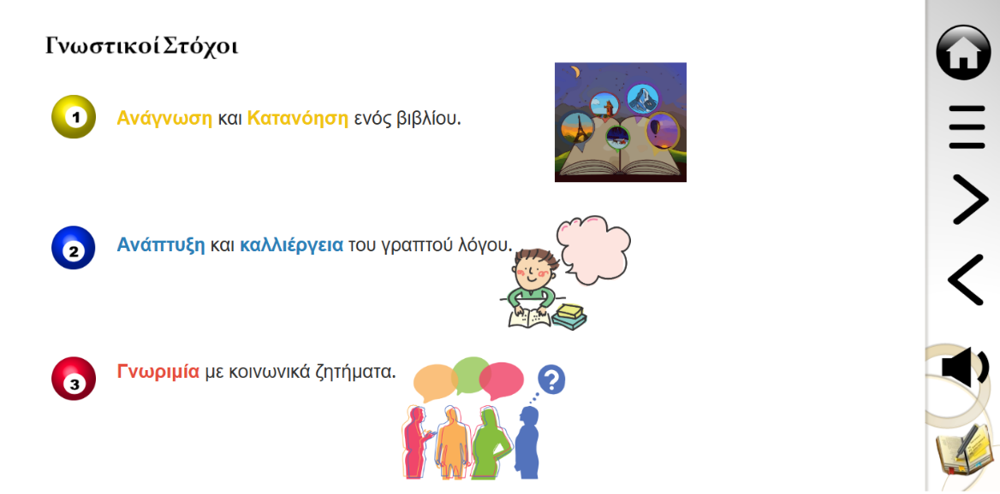 Γνωστικοί Στόχοι
1 Ανάγνωση και Κατανόηση ενός βιβλίου.
2 Ανάπτυξη και καλλιέργεια του γραπτού λόγου.
3 Γνωριμία με κοινωνικά ζητήματα.
?